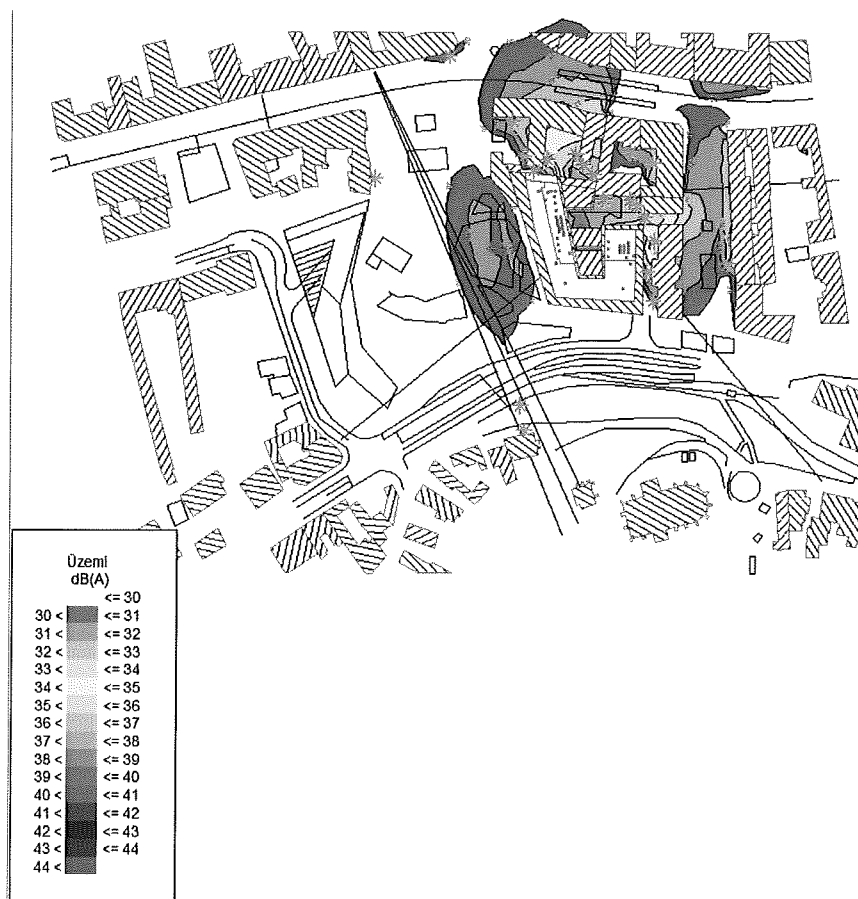 Üzemi
dB(A)
<= 30
30 < <= 31
31 < <= 32
32 < <= 33
33 < <= 34
34 < <= 35
35 < <= 36
36 < <= 37
37 < <= 38
38 < <= 39
39 < <= 40
40 < <= 41
41 < <= 42
42 < <= 43
43 < <= 44
44 <